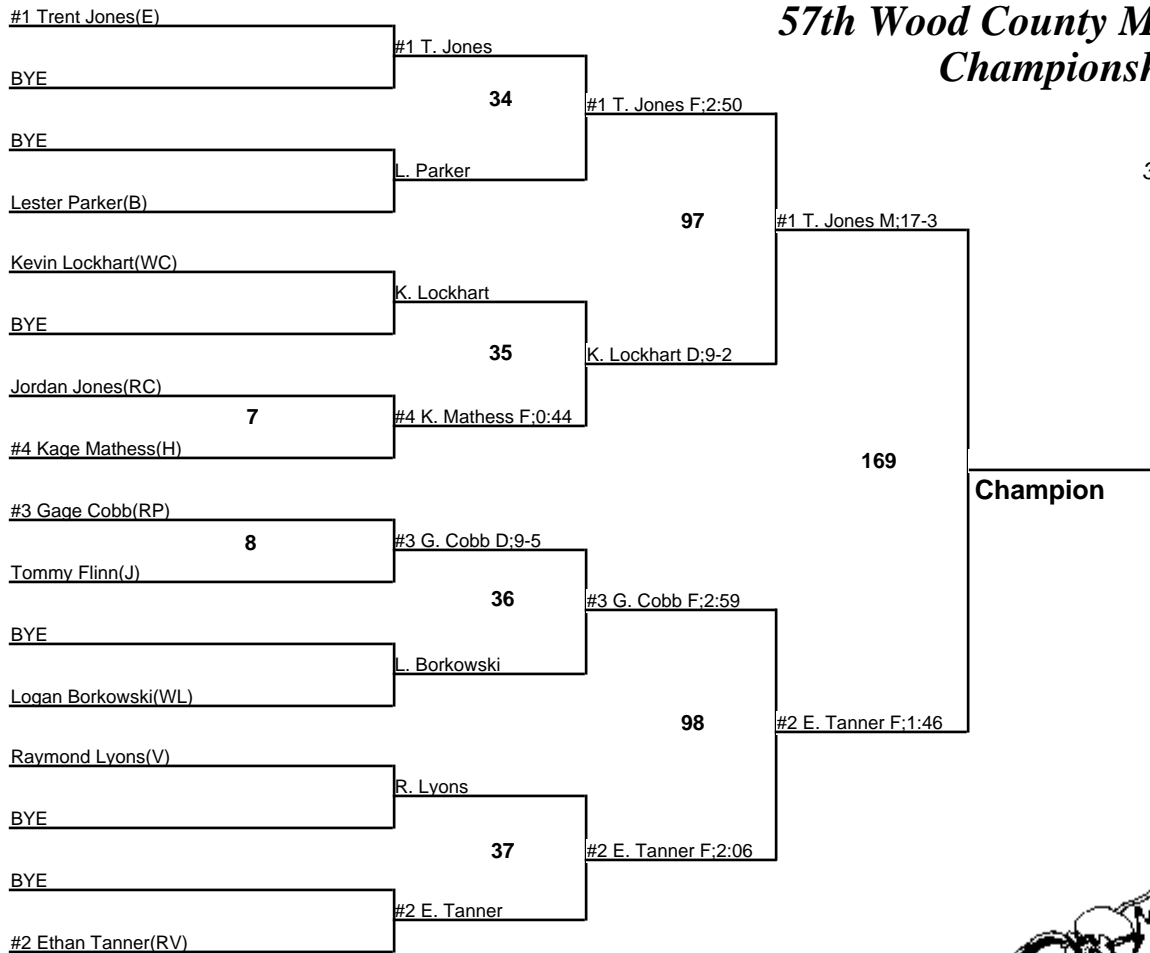 #1 Trent Jones(E)
57th Wood County M
Championsh
#1 T. Jones
BYE
34
#1 T. Jones F;2:50
BYE
L. Parker
3
Lester Parker(B)
97
#1 T. Jones M;17-3
Kevin Lockhart(WC)
K. Lockhart
BYE
35
K. Lockhart D;9-2
Jordan Jones(RC)
7
#4 K. Mathess F;0:44
#4 Kage Mathess(H)
169
Champion
#3 Gage Cobb(RP)
8
#3 G. Cobb D;9-5
Tommy Flinn(J)
36
#3 G. Cobb F;2:59
BYE
L. Borkowski
Logan Borkowski(WL)
98
#2 E. Tanner F;1:46
Raymond Lyons(V)
R. Lyons
BYE
37
#2 E. Tanner F;2:06
BYE
#2 E. Tanner
#2 Ethan Tanner(RV)